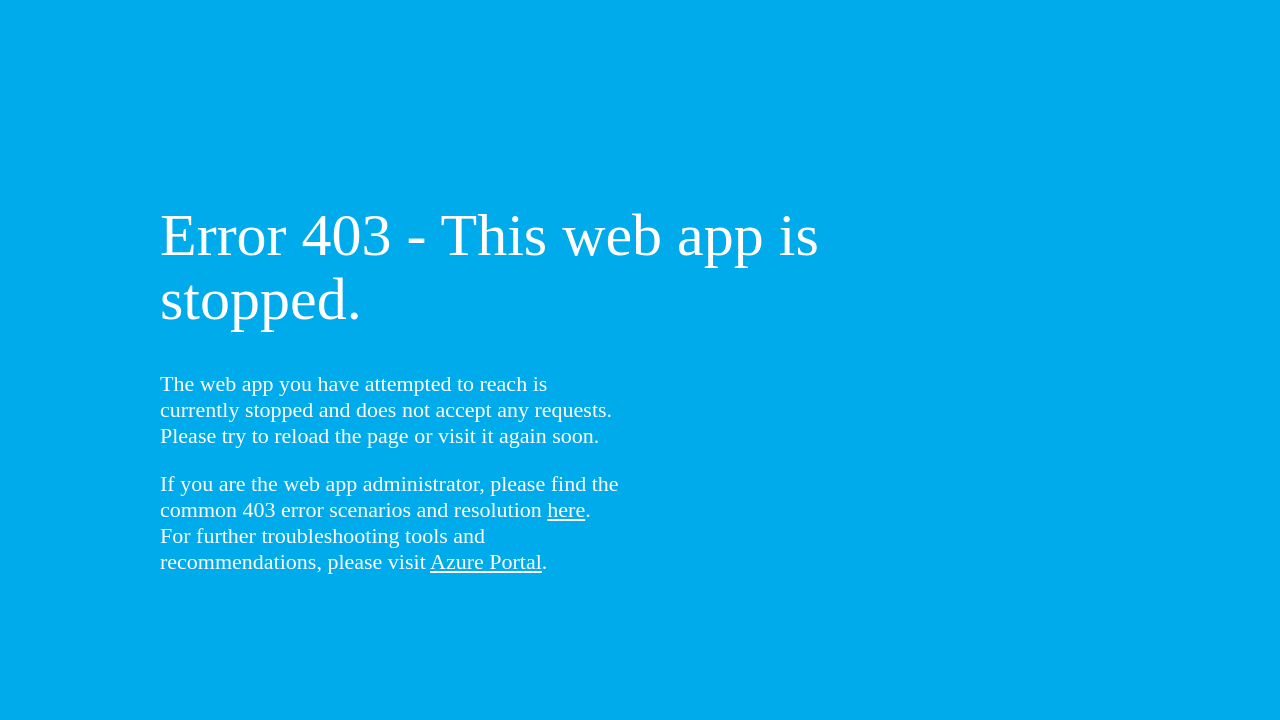 Error 403 - This web app is
stopped.
The web app you have attempted to reach is
currently stopped and does not accept any requests.
Please try to reload the page or visit it again soon.
If you are the web app administrator, please find the
common 403 error scenarios and resolution here.
For further troubleshooting tools and
recommendations, please visit Azure Portal.